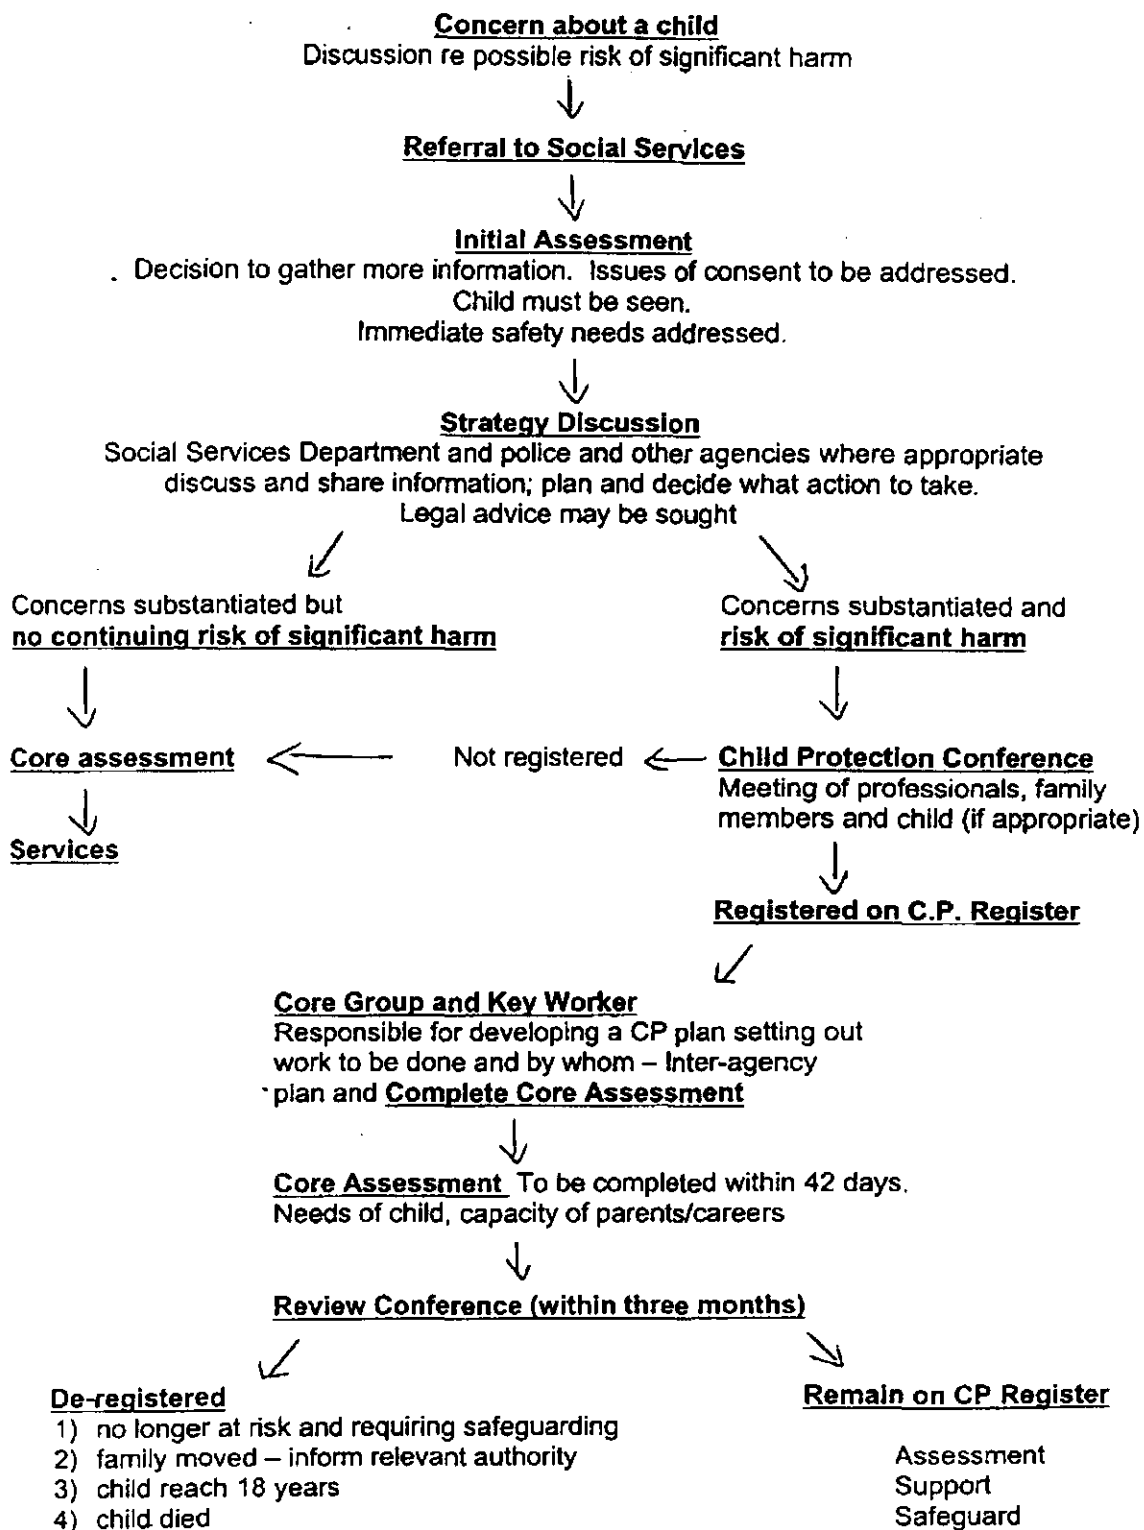 Concern about a child
Discussion re possible risk of significant harm
Referral to Social Services
Initial Assessment
Decision to gather more information. Issues of consent to be addressed.
Child must be seen.
Immediate safety needs addressed.
Strategy Discussion
Social Services Department and police and other agencies where appropriate
discuss and share information; plan and decide what action to take.
Legal advice may be sought
Concerns substantiated but
no continuing risk of significant harm
Concerns substantiated and
risk of significant harm
Core assessment
Not registered
Child Protection Conference
Meeting of professionals, family
members and child (if appropriate)
Services
Registered on C.P. Register
Core Group and Key Worker
Responsible for developing a CP plan setting out
work to be done and by whom – Inter-agency
plan and Complete Core Assessment
Core Assessment To be completed within 42 days.
Needs of child, capacity of parents/careers
Review Conference (within three months)
De-registered
1) no longer at risk and requiring safeguarding
2) family moved – inform relevant authority
3) child reach 18 years
4) child died
Remain on CP Register
Assessment
Support
Safeguard